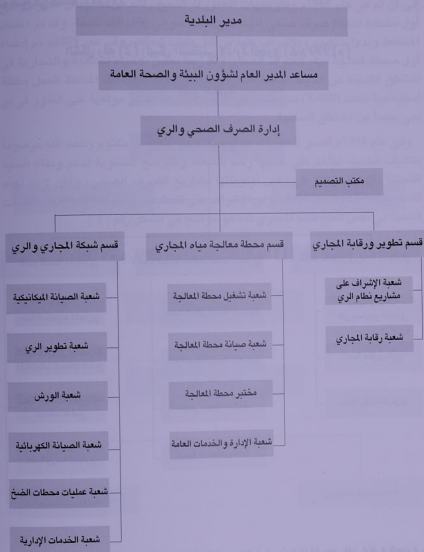 مدير البلدية
مساعد المدير العام لشؤون البيئة والصحة العامة
إدارة الصرف الصحي والري
مكتب التصميم
قسم تطوير ورقابة المجاري
شعبة الإشراف على
مشاريع نظام الري
شعبة رقابة المجاري
قسم محطة معالجة مياه المجاري
شعبة تشغيل محطة المعالجة
شعبة صيانة محطة المعالجة
مختبر محطة المعالجة
شعبة الإدارة والخدمات العامة
قسم شبكة المجاري والري
شعبة الصيانة الميكانيكية
شعبة تطوير الري
شعبة الورش
شعبة الصيانة الكهربائية
شعبة عمليات محطات الضخ
شعبة الخدمات الإدارية